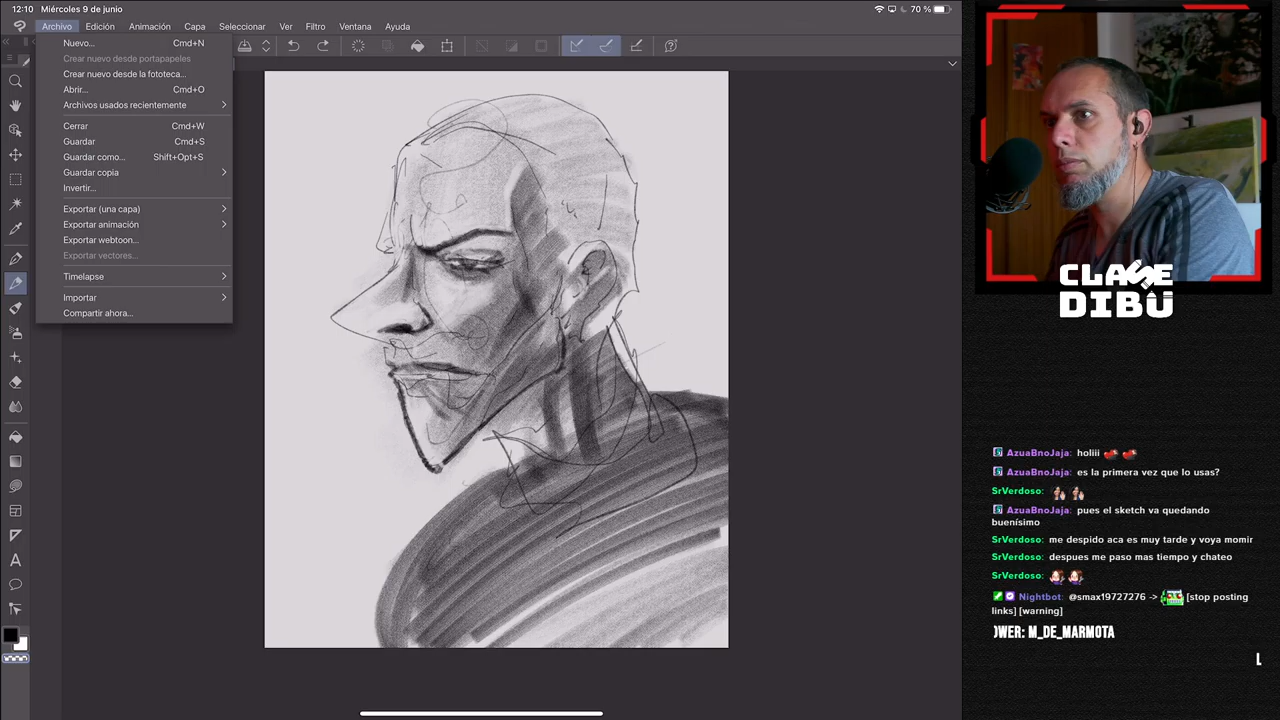 12:10 Miércoles 9 de junio 70 %
Archivo Edición Animación Capa Seleccionar Ver Filtro Ventana Ayuda
Nuevo... Cmd+N
Crear nuevo desde portapapeles
Crear nuevo desde la fototeca...
Abrir... Cmd+O
Archivos usados recientemente
Cerrar Cmd+W
Guardar Cmd+S
Guardar como... Shift+Opt+S
Guardar copia
Invertir...
Exportar (una capa)
Exportar animación
Exportar webtoon...
Exportar vectores...
Timelapse
Importar
Compartir ahora...
CLASE
DIBU
AzuaBnoJaja: holiii
AzuaBnoJaja: es la primera vez que lo usas?
SrVerdoso:
AzuaBnoJaja: pues el sketch va quedando
buenísimo
SrVerdoso: me despido aca es muy tarde y voya momir
SrVerdoso: despues me paso mas tiempo y chateo
SrVerdoso:
Nightbot: @smax19727276 -> [stop posting
links] [warning]
OWER: M_DE_MARMOTA
L